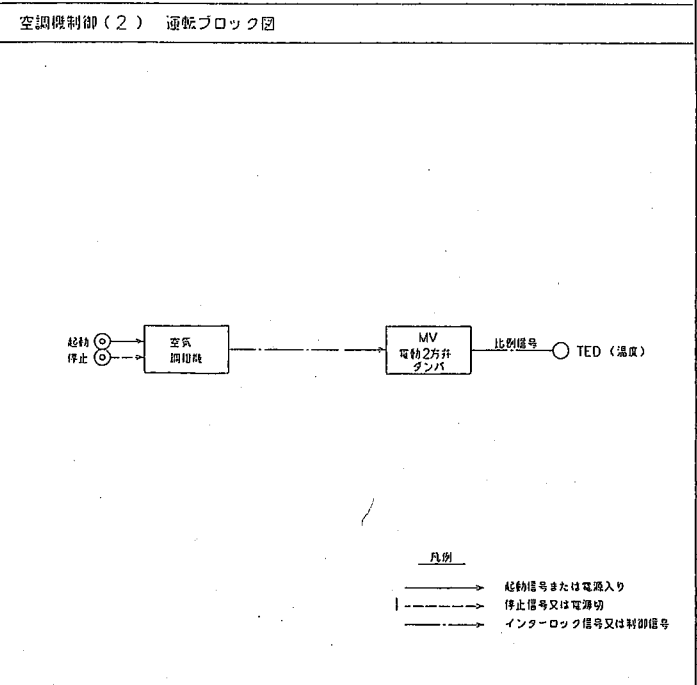 空調機制御(2) 運転ブロック図
起動
停止
空気
調和機
MV
電動2方弁
ダンパ
比例信号
TED (温度)
凡例
起動信号または電源入り
停止信号又は電源切
インターロック信号又は制御信号